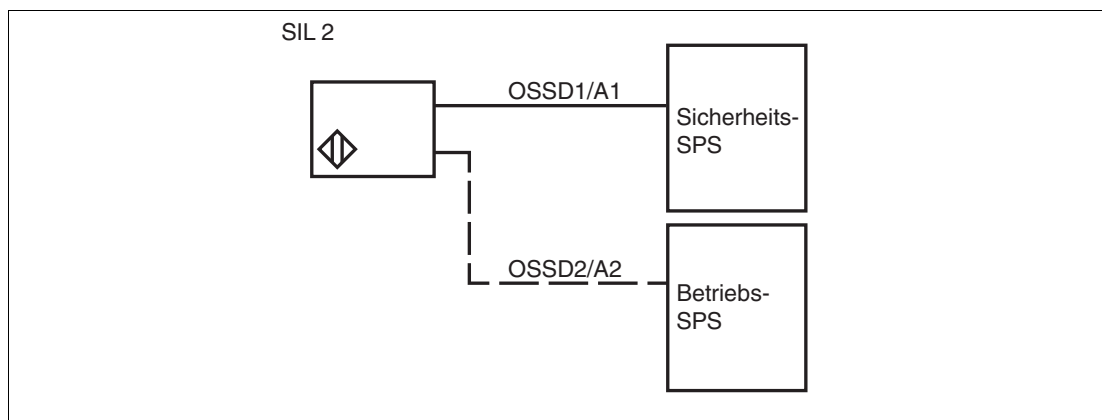 SIL 2
OSSD1/A1
Sicherheits-
SPS
OSSD2/A2
Betriebs-
SPS